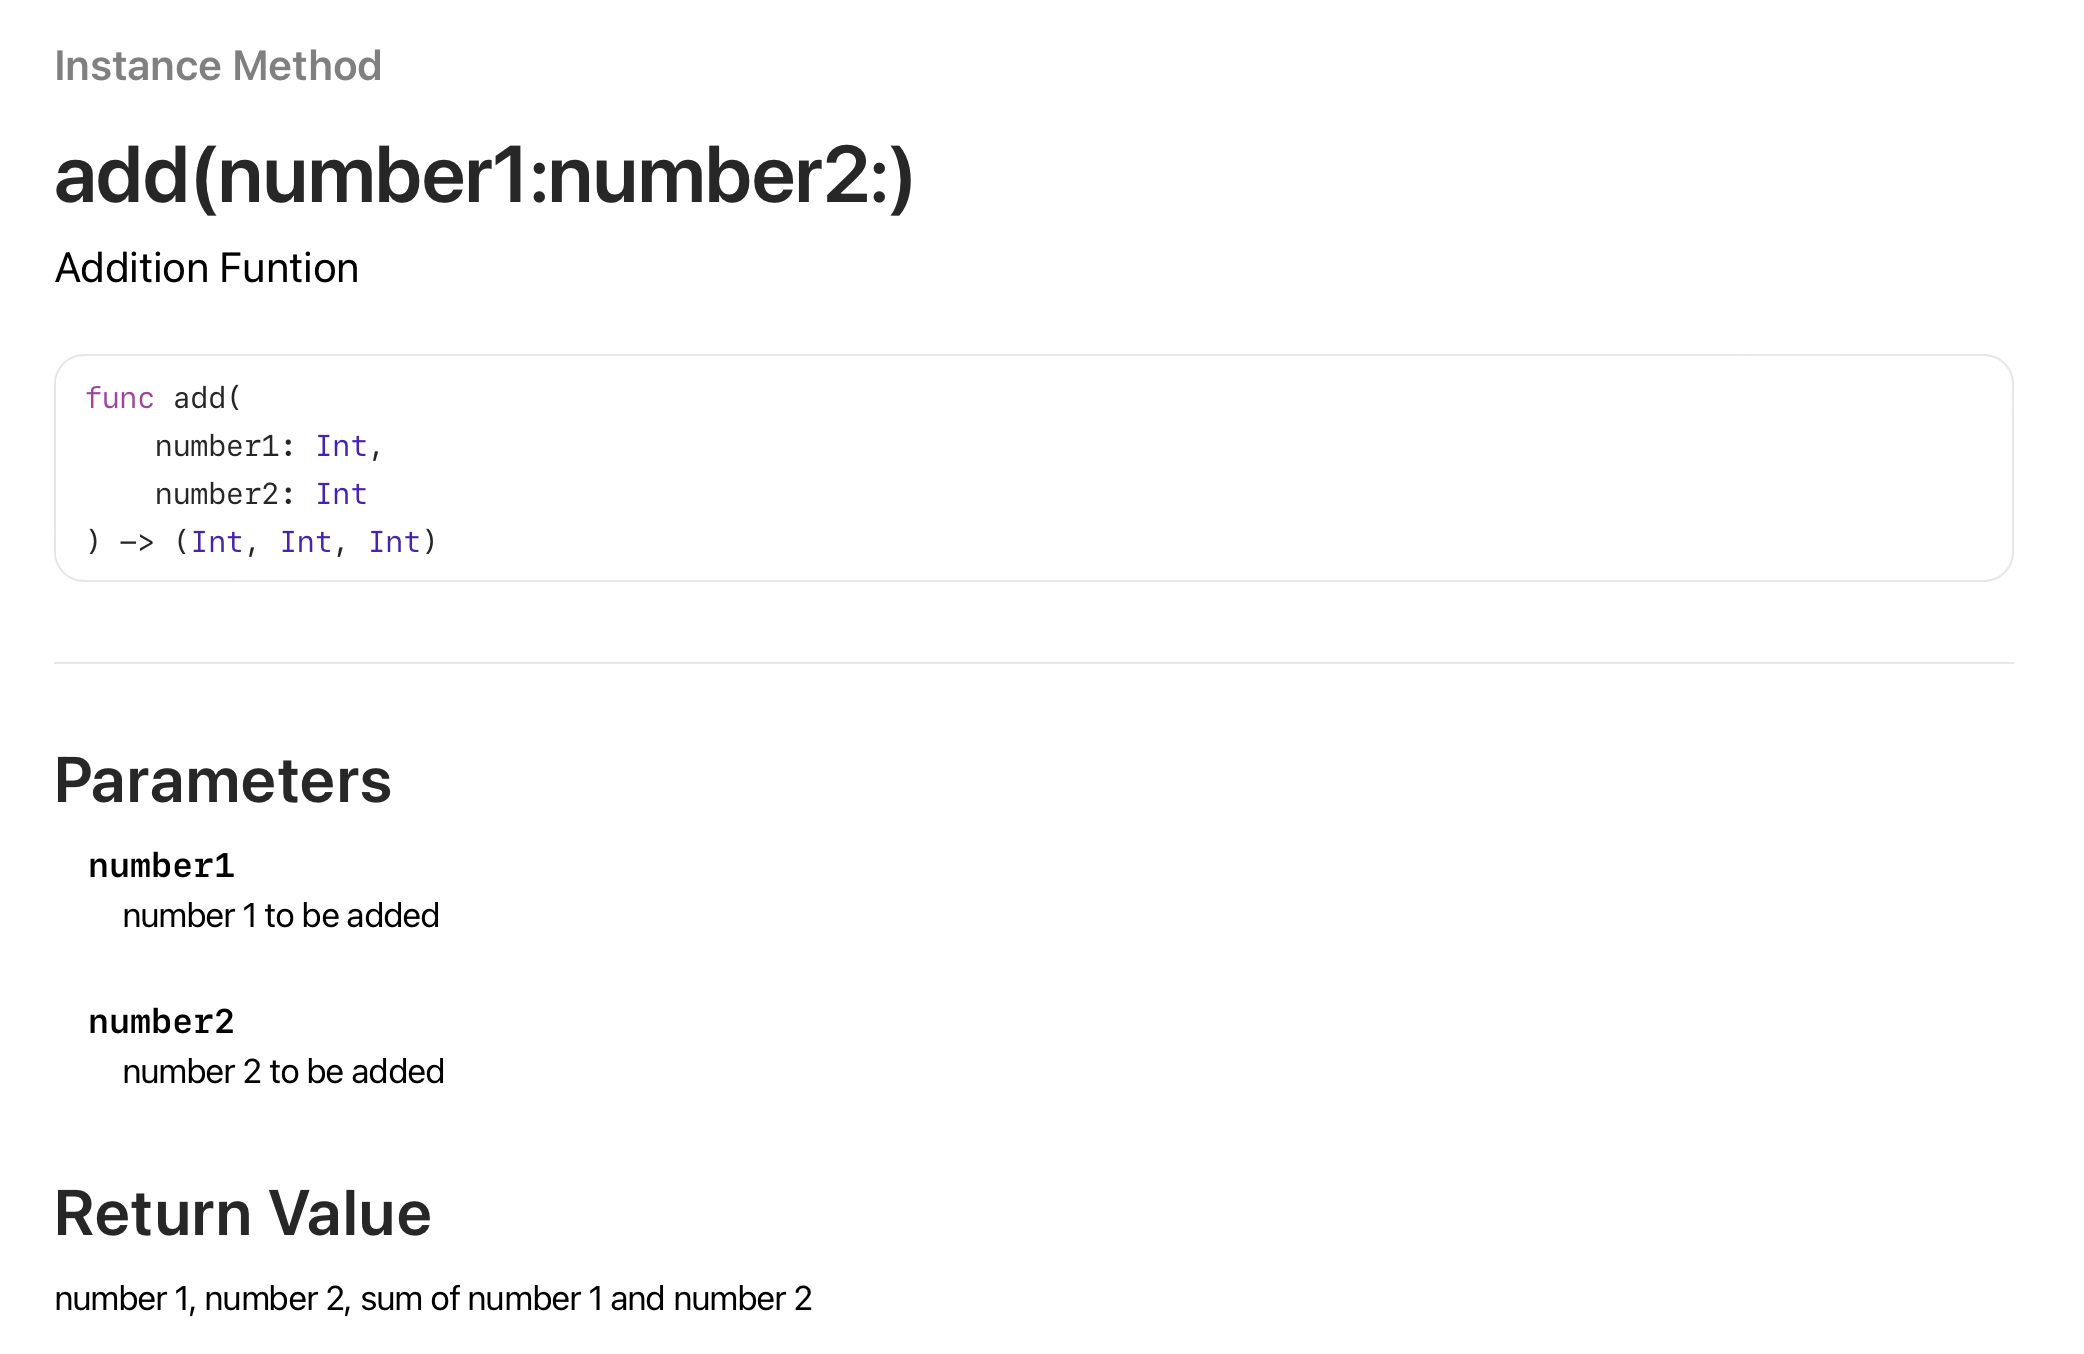 Instance Method
add(number1:number2:)
Addition Funtion
func add(
    number1: Int,
    number2: Int
) -> (Int, Int, Int)
Parameters
number1
number 1 to be added
number2
number 2 to be added
Return Value
number 1, number 2, sum of number 1 and number 2